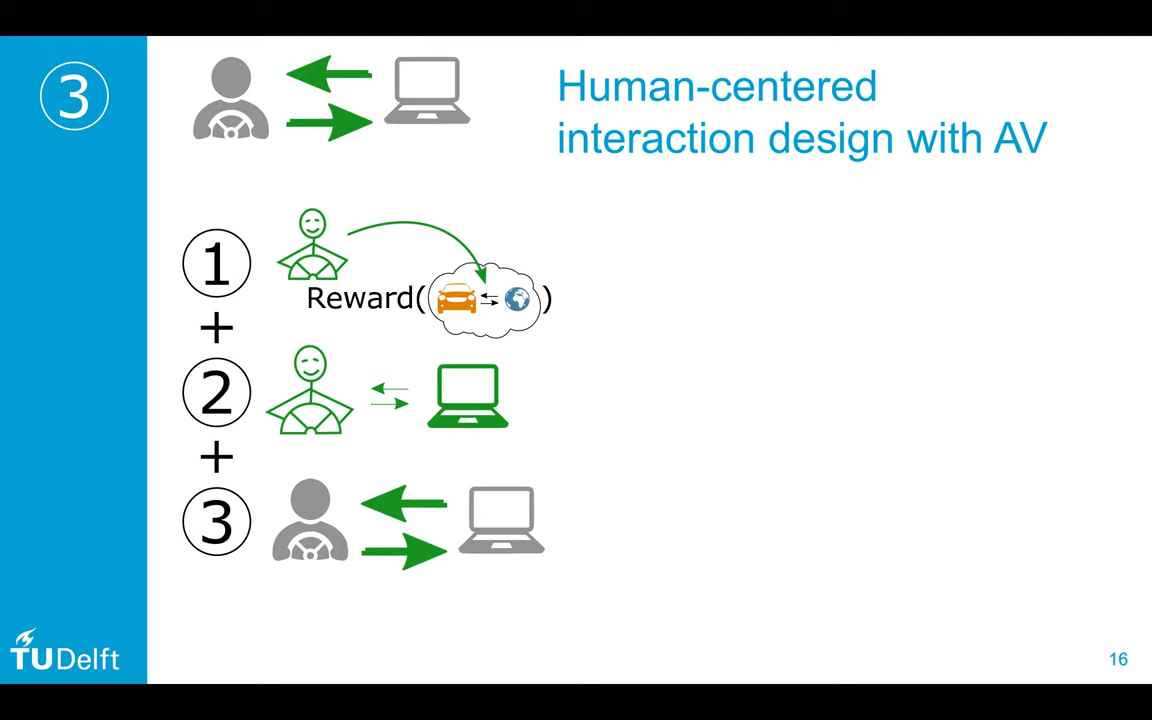 3
Human-centered
interaction design with AV
1
Reward( )
+
2
+
3
TUDelft
16